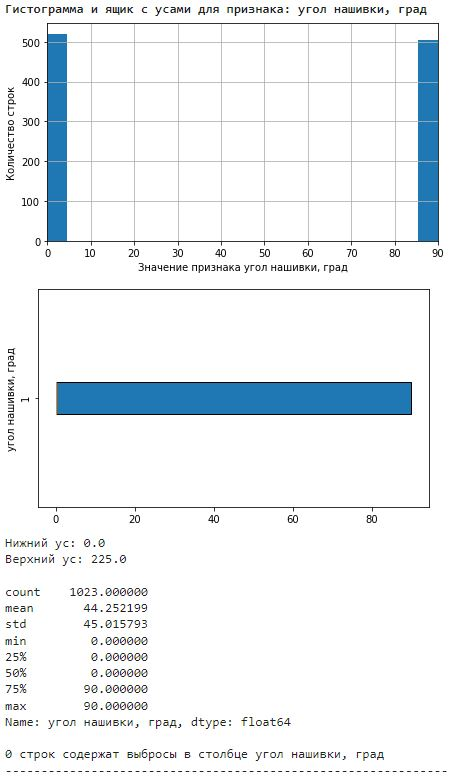 Гистограмма и ящик с усами для признака: угол нашивки, град
500
400
300
200
100
0
Количество строк
0 10 20 30 40 50 60 70 80 90
Значение признака угол нашивки, град
угол нашивки, град
1
0 20 40 60 80
Нижний ус: 0.0
Верхний ус: 225.0
count 1023.000000
mean 44.252199
std 45.015793
min 0.000000
25% 0.000000
50% 0.000000
75% 90.000000
max 90.000000
Name: угол нашивки, град, dtype: float64
0 строк содержат выбросы в столбце угол нашивки, град